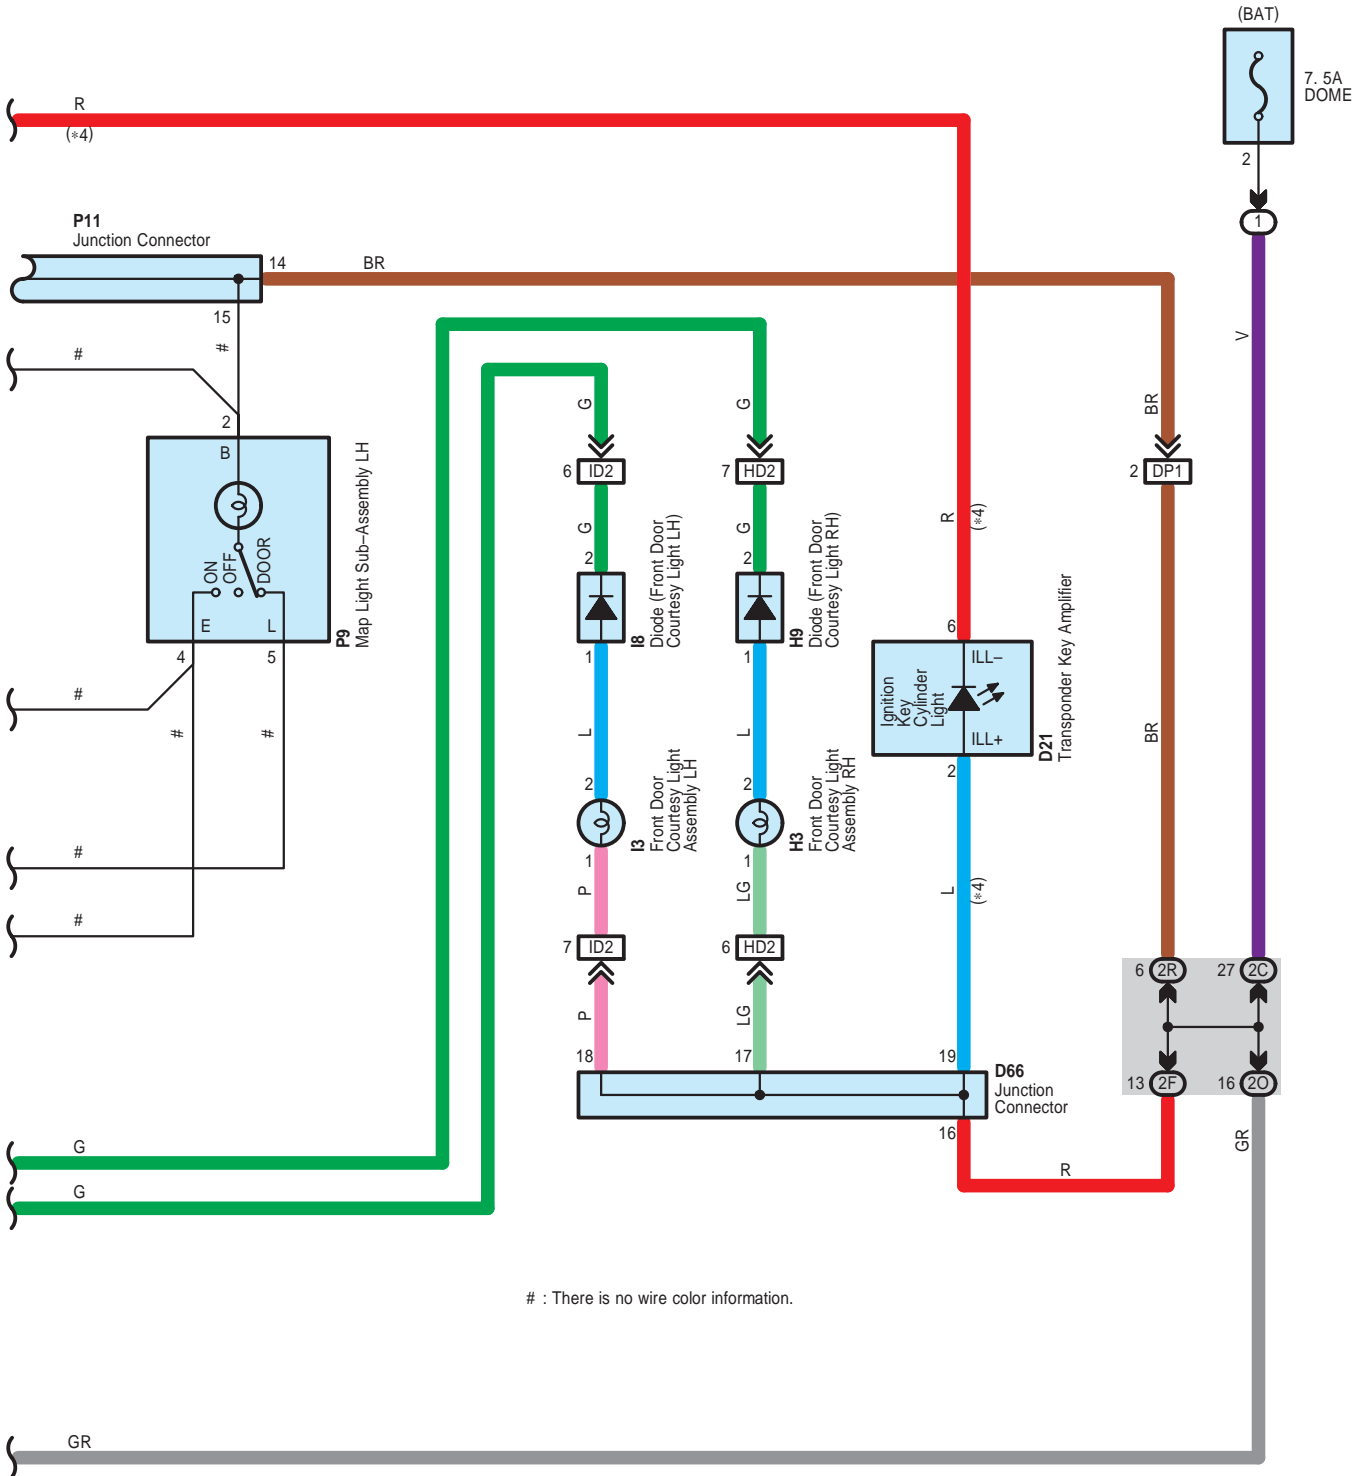 (BAT)
7. 5A
DOME
2
1
R
(*4)
P11
Junction Connector
14
BR
15
#
#
2
B
ON
OFF
DOOR
E
L
P9
Map Light Sub-Assembly LH
4
5
#
#
#
#
#
V
G
G
BR
6
ID2
7
HD2
2
DP1
G
G
R
(*4)
2
2
I8
Diode (Front Door
Courtesy Light LH)
H9
Diode (Front Door
Courtesy Light RH)
1
1
6
ILL-
Ignition
Key
Cylinder
Light
ILL+
D21
Transponder Key Amplifier
2
L
L
BR
2
2
I3
Front Door
Courtesy Light
Assembly LH
H3
Front Door
Courtesy Light
Assembly RH
1
1
P
LG
L
(*4)
7
ID2
6
HD2
6
2R
27
2C
P
LG
18
17
19
D66
Junction
Connector
13
2F
16
2O
16
R
GR
G
G
# : There is no wire color information.
GR